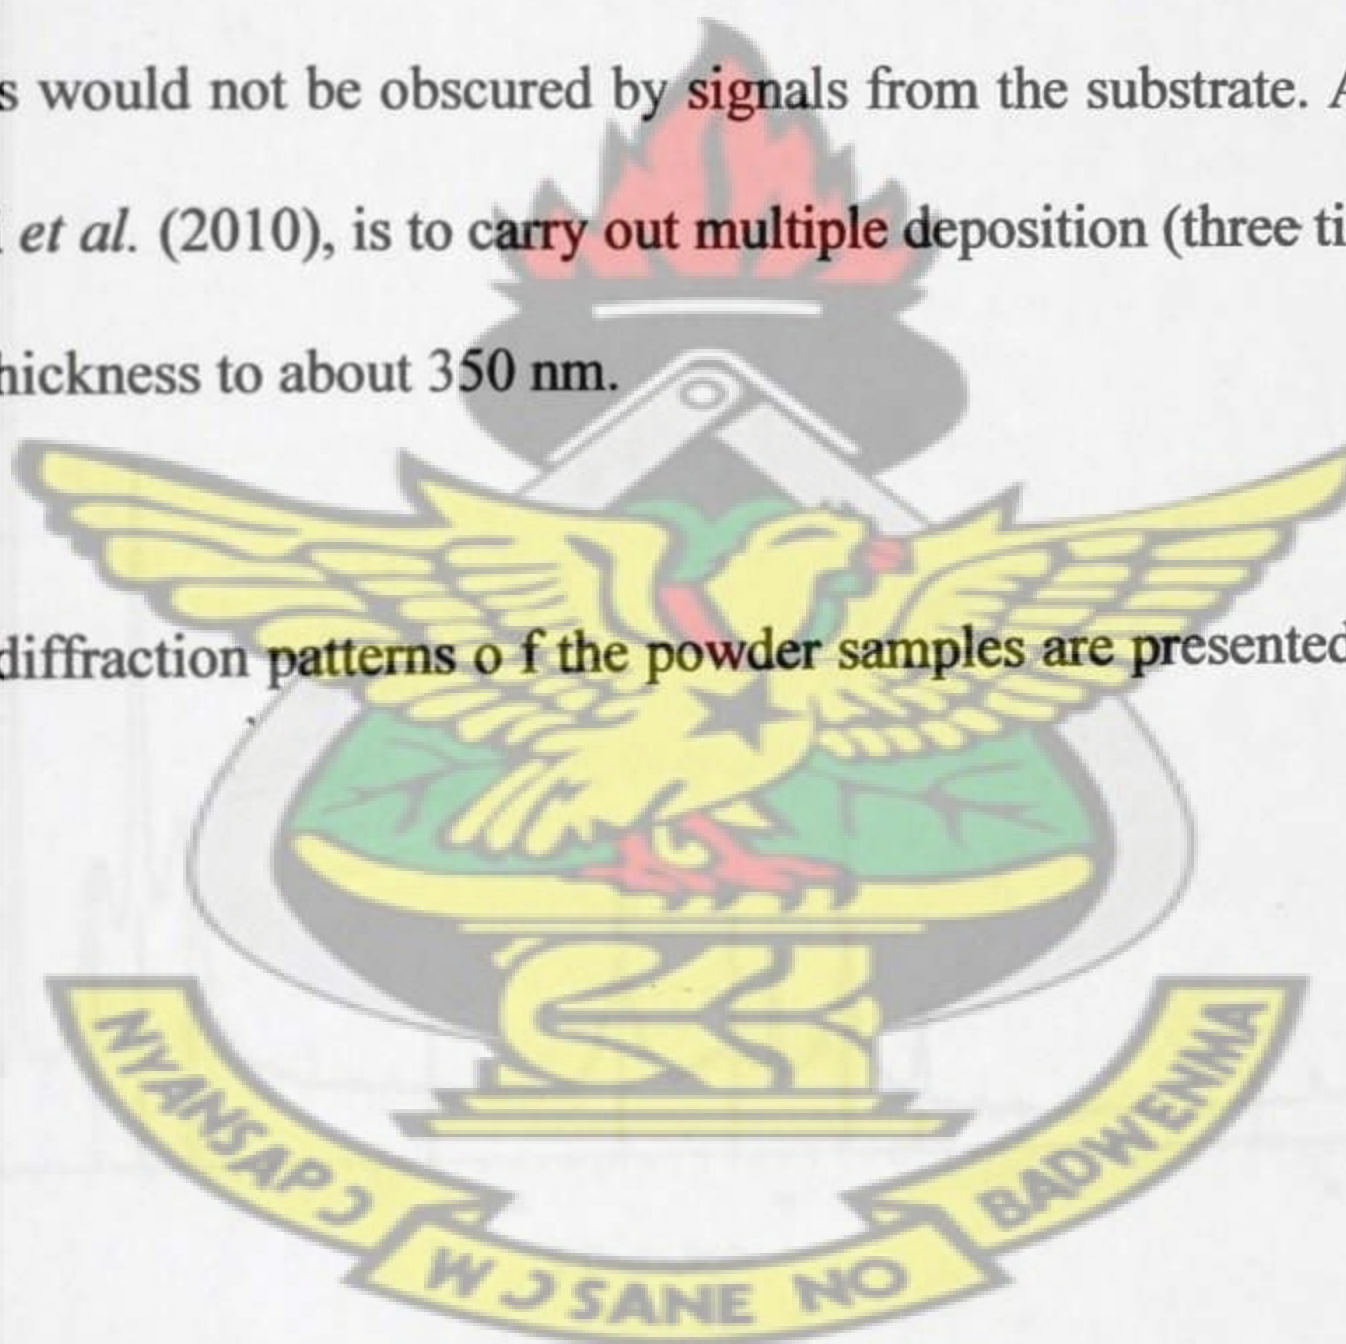 s would not be obscured by signals from the substrate.
et al. (2010), is to carry out multiple deposition (three
hickness to about 350 nm.
diffraction patterns o f the powder samples are presented
NYANSAPƆ
WƆ SANE NO
BADWENMA